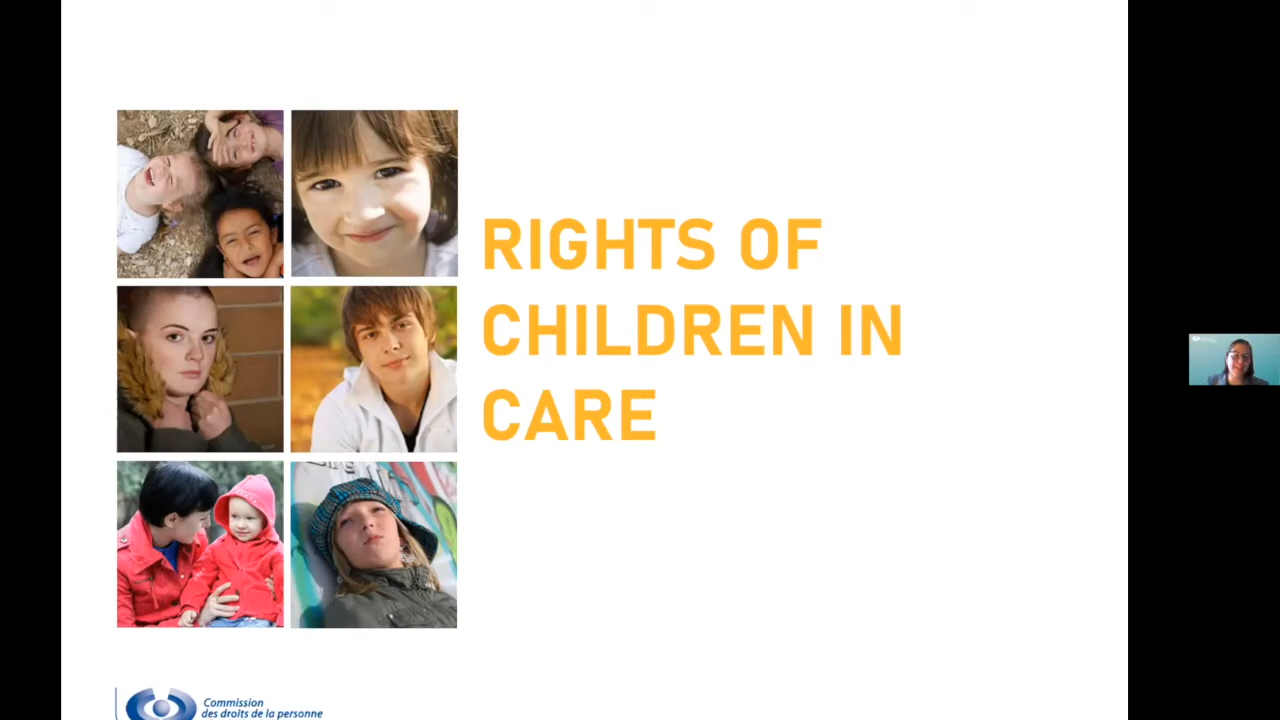 RIGHTS OF
CHILDREN IN
CARE
Commission
des droits de la personne